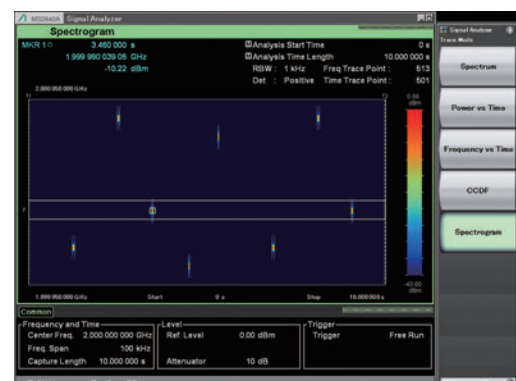 MS2840A Signal Analyzer
Spectrogram
MKR 1
3.460 000 s
1.999 990 039 06 GHz
-10.22 dBm
Analysis Start Time 0 s
Analysis Time Length 10.000 000 s
RBW : 1 kHz Freq Trace Point : 513
Det : Positive Time Trace Point : 501
2.000 050 000 GHz
T1
T2
0.00
dBm
F
1
-40.00
dBm
1.999 950 000 GHz Start 0 s Stop 10.000 000 s
Common
Frequency and Time
Center Freq. 2.000 000 000 GHz
Freq. Span 100 kHz
Capture Length 10.000 000 s
Level
Ref. Level 0.00 dBm
Attenuator 10 dB
Trigger
Trigger Free Run
Signal Analyzer
Trace Mode
Spectrum
Power vs Time
Frequency vs Time
CCDF
Spectrogram